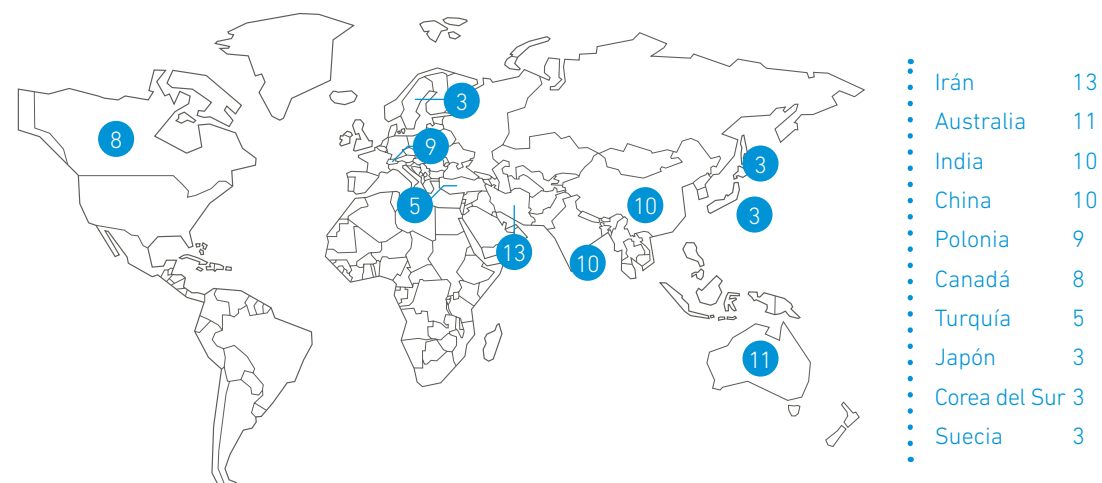 3
8
9
3
5
10
3
13
10
11
Irán 13
Australia 11
India 10
China 10
Polonia 9
Canadá 8
Turquía 5
Japón 3
Corea del Sur 3
Suecia 3